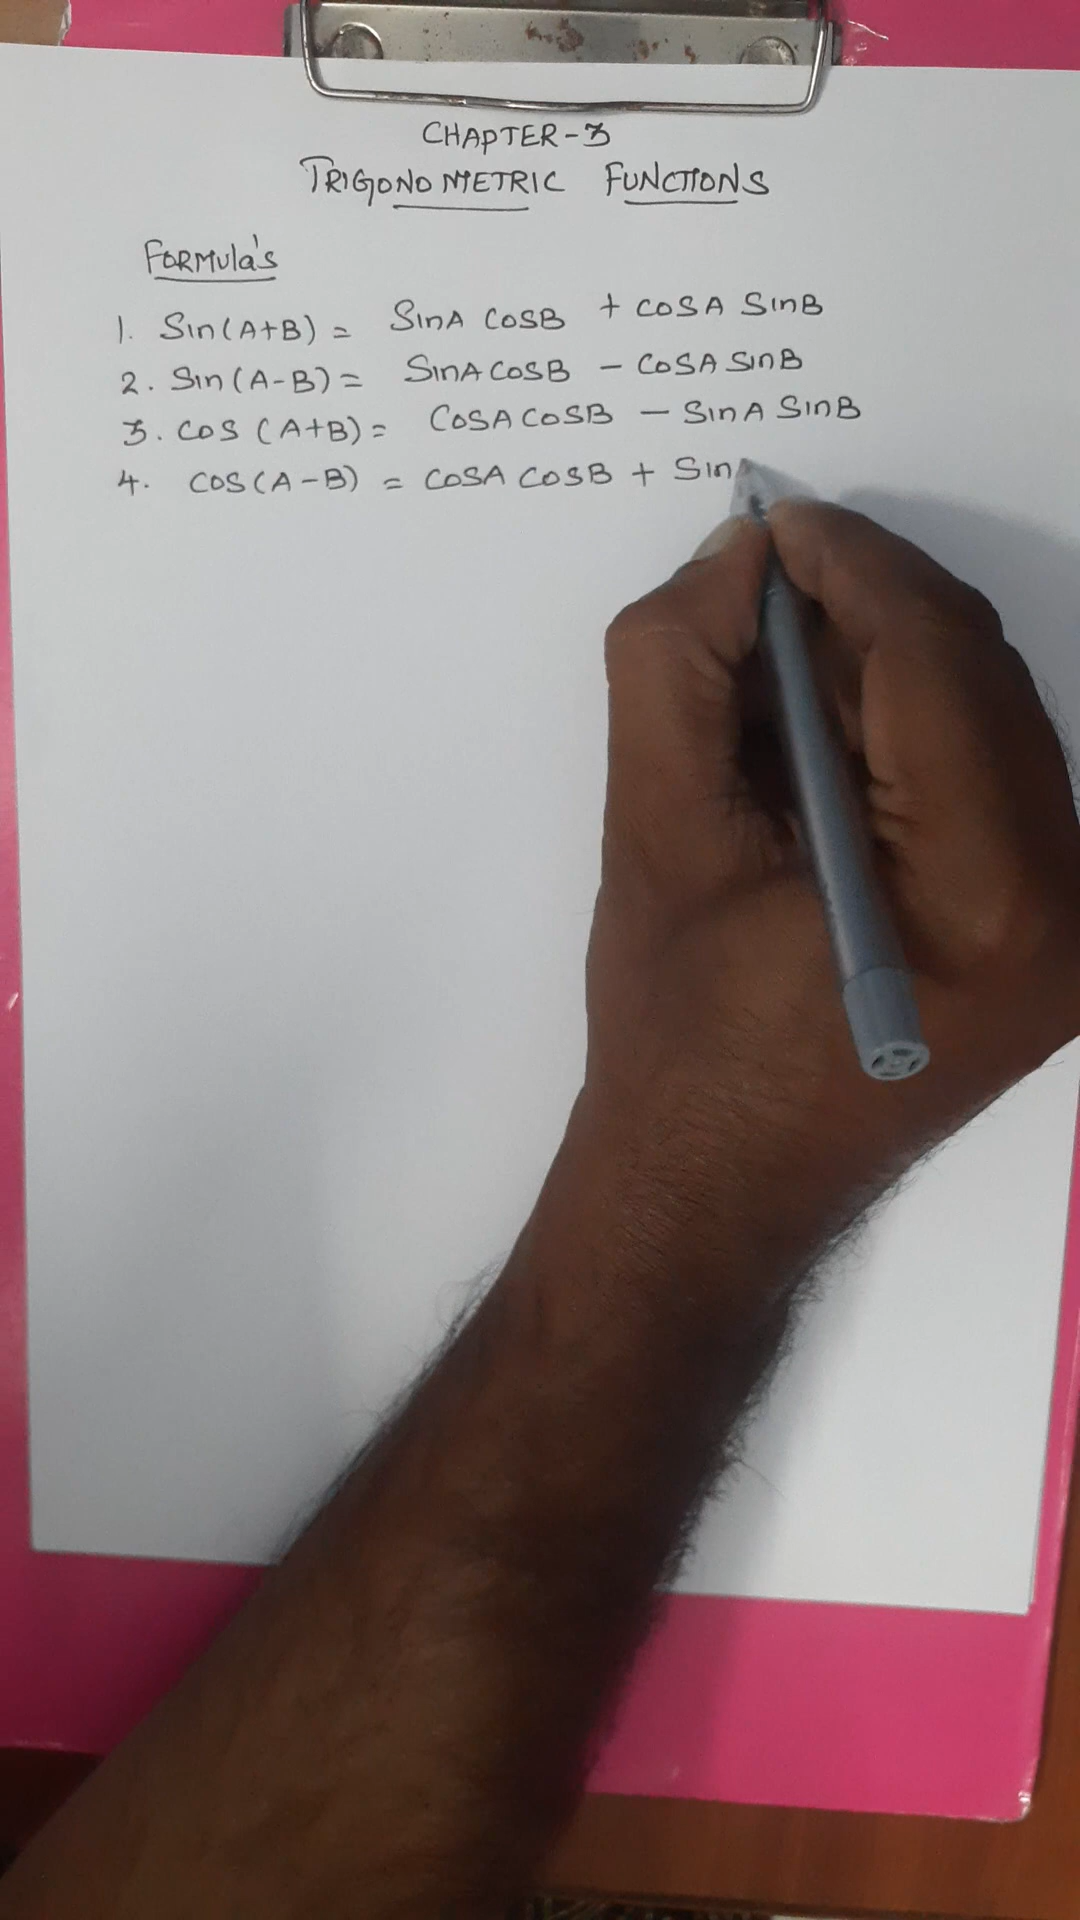 CHAPTER-3
TRIGONOMETRIC FUNCTIONS
FORMULa's
1. Sin(A+B) = SinA COSB + COSA SinB
2. Sin(A-B) = SinA COSB - COSA SinB
3. COS (A+B) = COSA COSB - SinA SinB
4. COS(A-B) = COSA COSB + Sin